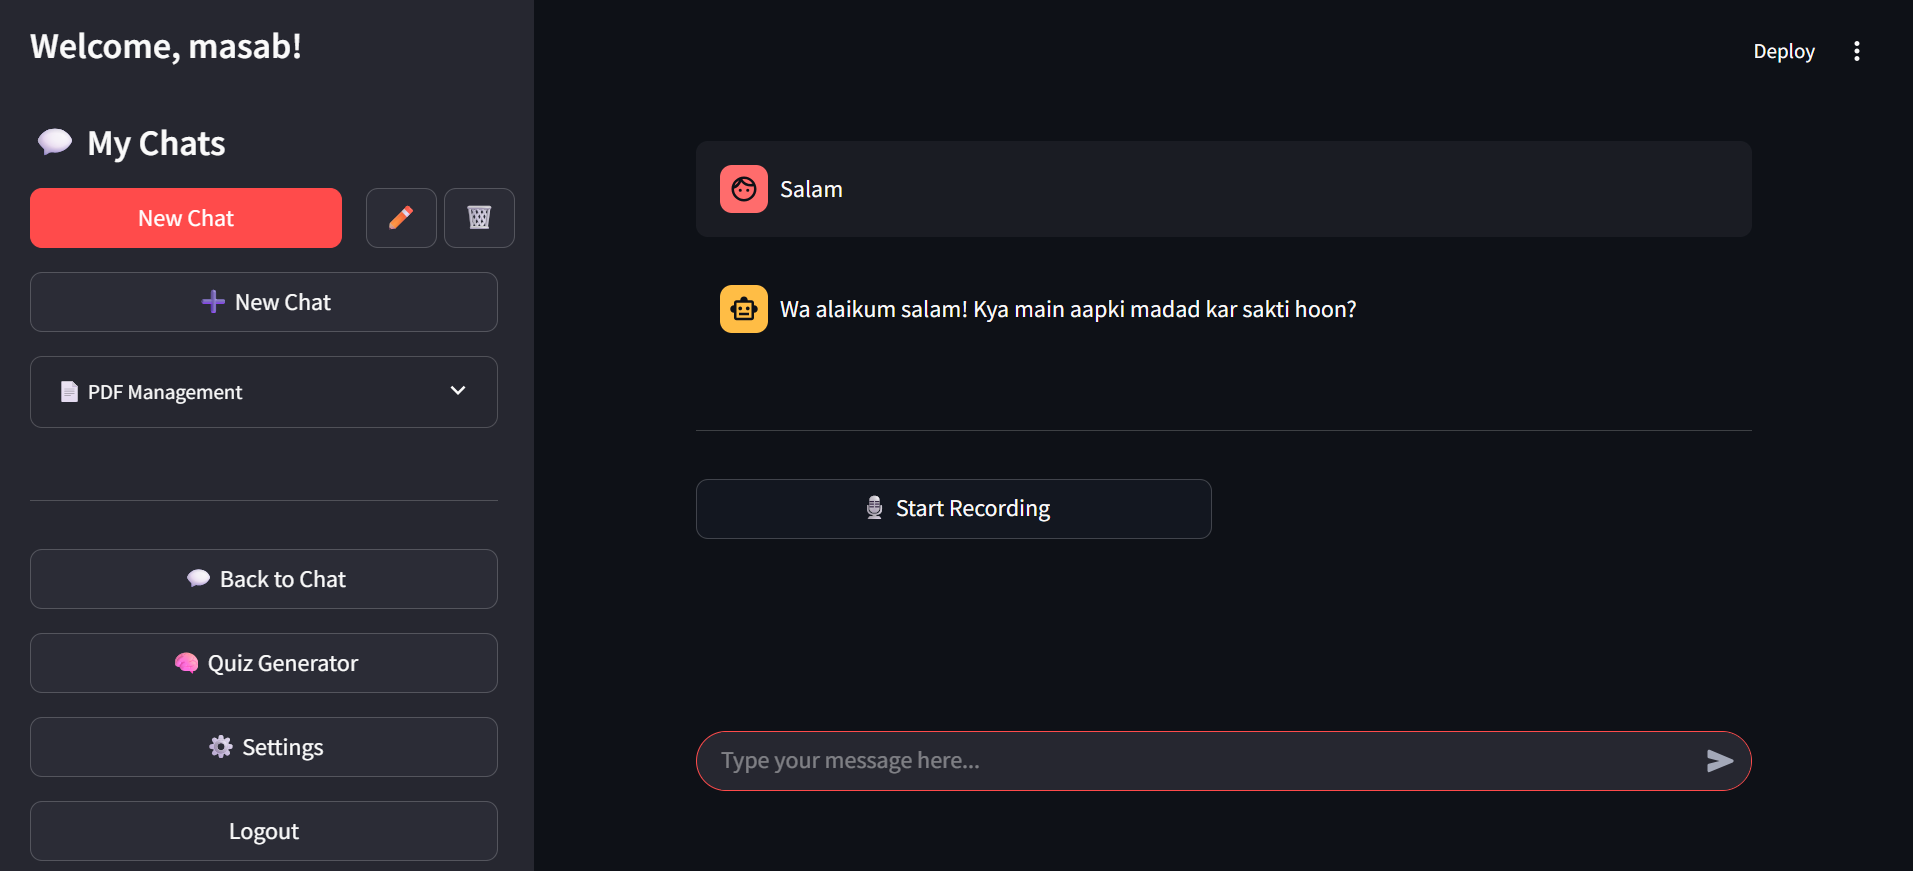 Welcome, masab!
My Chats
New Chat
New Chat
PDF Management
Back to Chat
Quiz Generator
Settings
Logout
Deploy
Salam
Wa alaikum salam! Kya main aapki madad kar sakti hoon?
Start Recording
Type your message here...